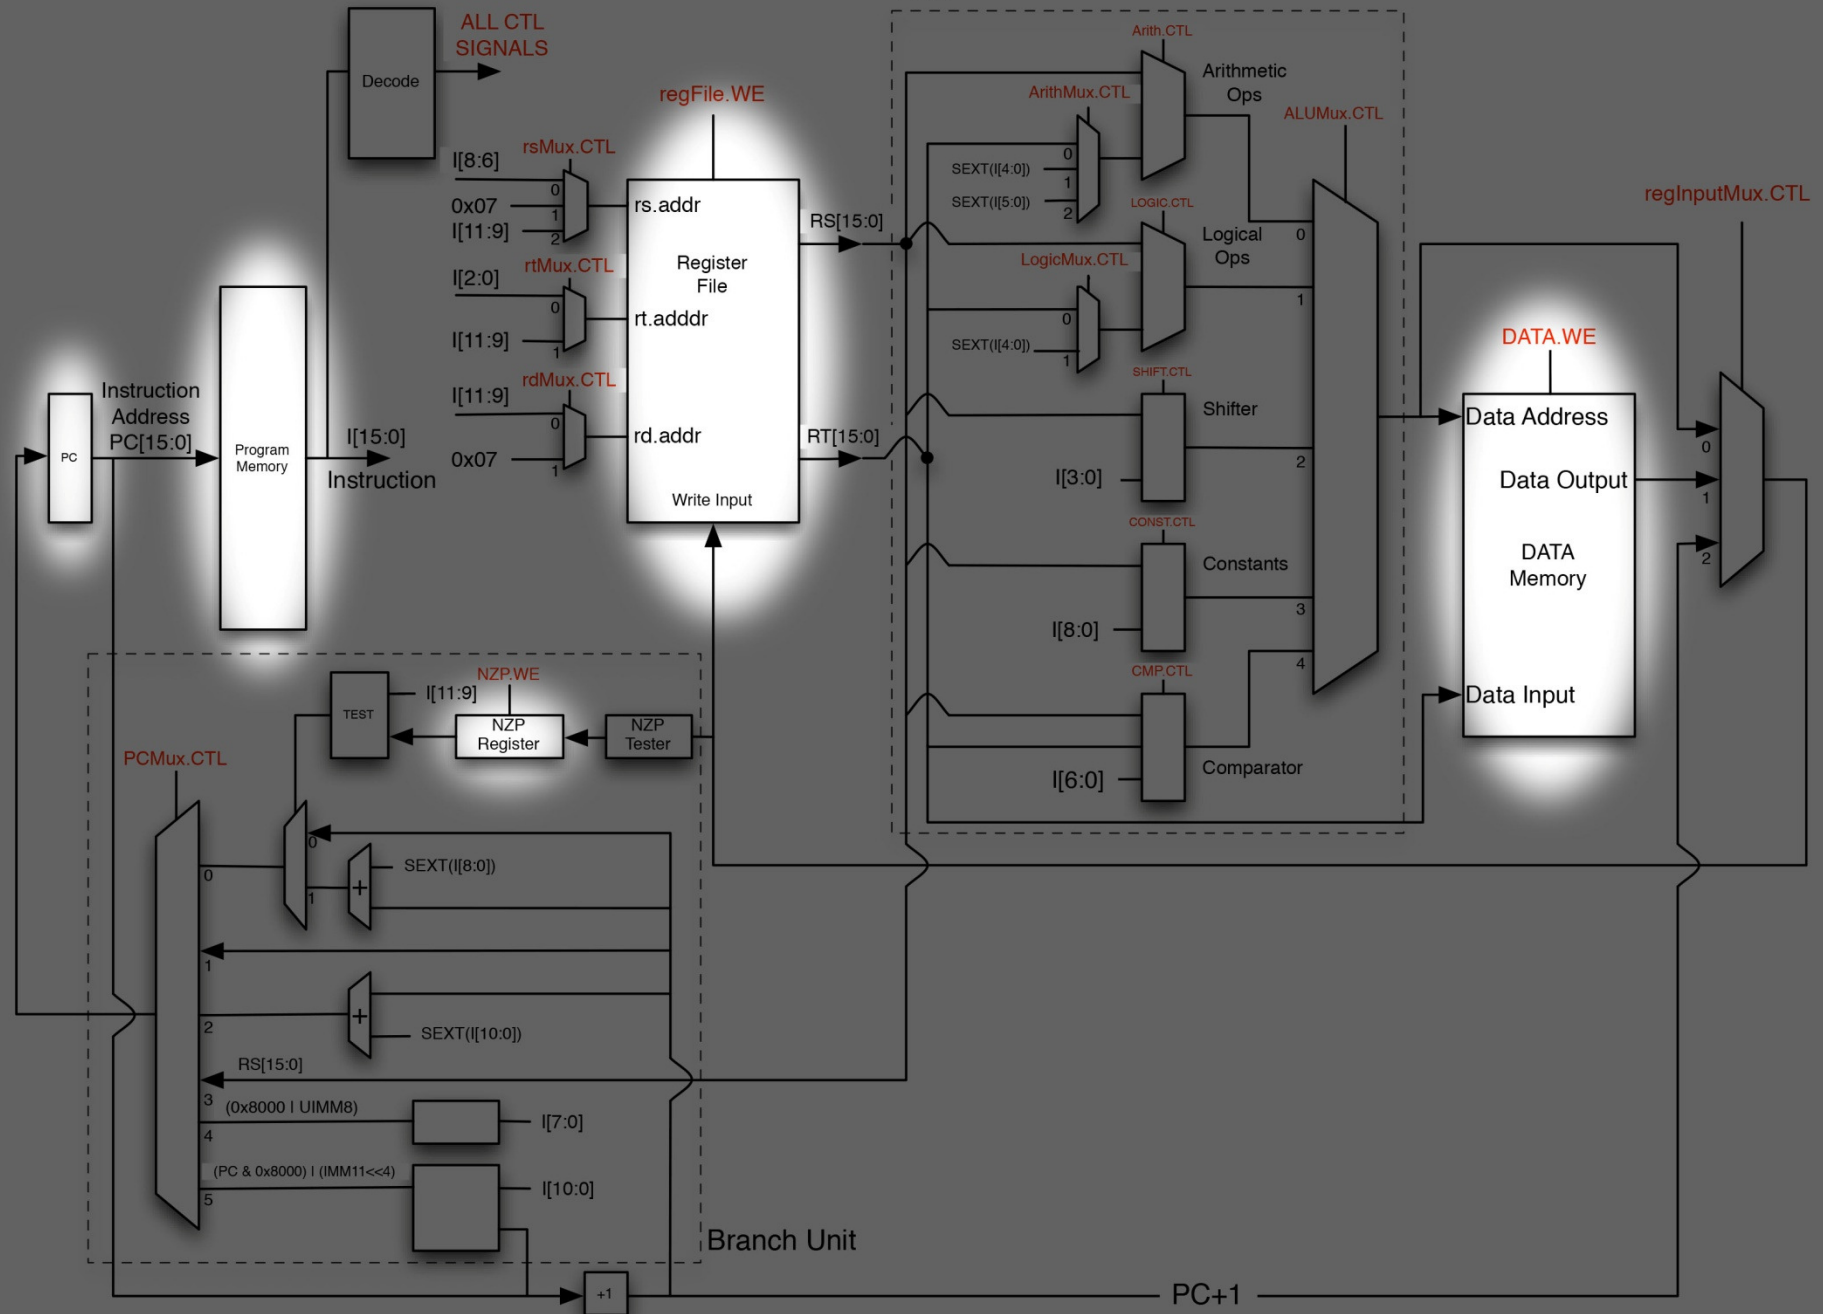 ALL CTL
SIGNALS
Decode
regFile.WE
rsMux.CTL
I[8:6]
0
0x07
1
I[11:9]
2
rs.addr
Register
File
RS[15:0]
rtMux.CTL
I[2:0]
0
I[11:9]
1
rt.adddr
rdMux.CTL
I[11:9]
0
0x07
1
rd.addr
RT[15:0]
Write Input
PC
Instruction
Address
PC[15:0]
Program
Memory
I[15:0]
Instruction
Arith.CTL
Arithmetic
Ops
ArithMux.CTL
0
SEXT(I[4:0])
1
SEXT(I[5:0])
2
LOGIC.CTL
Logical
Ops
LogicMux.CTL
0
SEXT(I[4:0])
1
SHIFT.CTL
Shifter
I[3:0]
CONST.CTL
Constants
I[8:0]
CMP.CTL
Comparator
I[6:0]
ALUMux.CTL
0
1
2
3
4
regInputMux.CTL
0
1
2
DATA.WE
Data Address
Data Output
DATA
Memory
Data Input
TEST
I[11:9]
NZP.WE
NZP
Register
NZP
Tester
PCMux.CTL
0
1
+
SEXT(I[8:0])
0
1
+
SEXT(I[10:0])
2
RS[15:0]
3
(0x8000 I UIMM8)
4
I[7:0]
(PC & 0x8000) I (IMM11<<4)
5
I[10:0]
Branch Unit
+1
PC+1